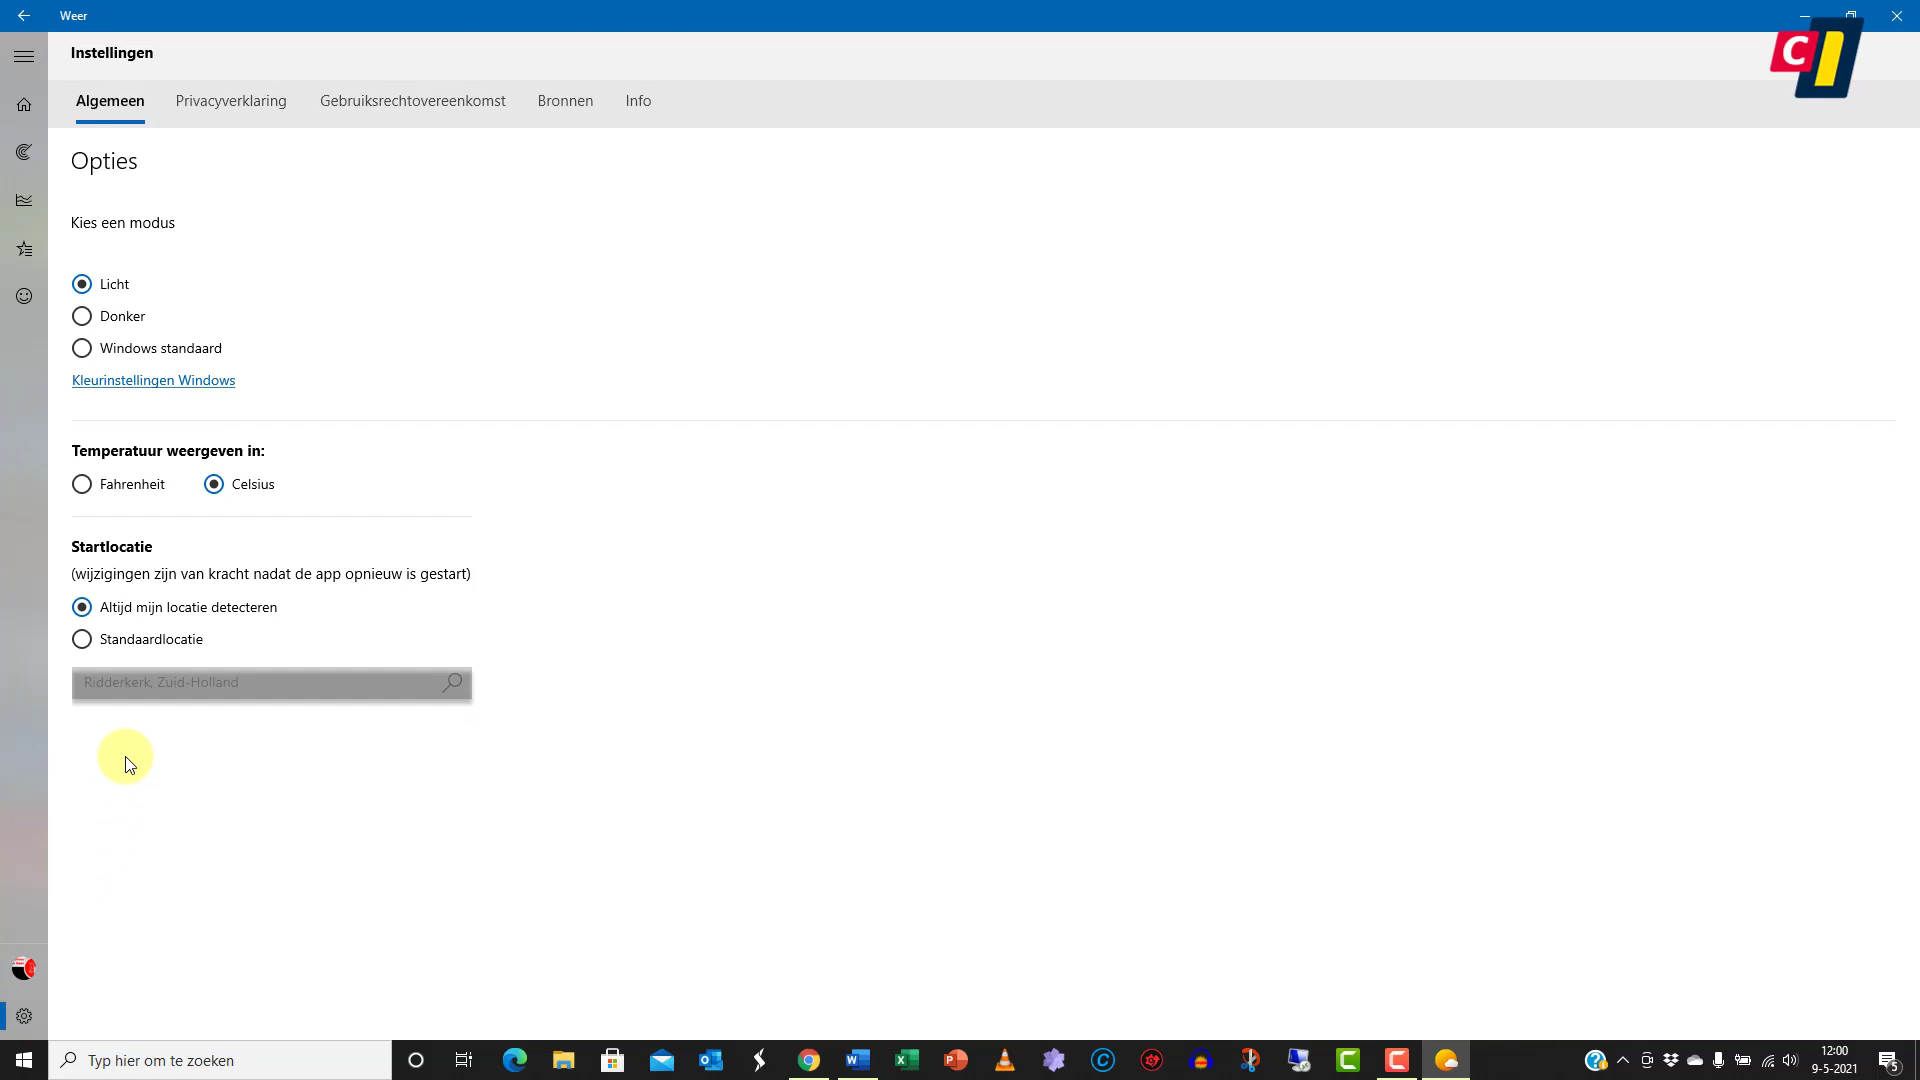 Weer
Instellingen
Algemeen Privacyverklaring Gebruiksrechtovereenkomst Bronnen Info
Opties
Kies een modus
Licht
Donker
Windows standaard
Kleurinstellingen Windows
Temperatuur weergeven in:
Fahrenheit Celsius
Startlocatie
(wijzigingen zijn van kracht nadat de app opnieuw is gestart)
Altijd mijn locatie detecteren
Standaardlocatie
Ridderkerk, Zuid-Holland
Typ hier om te zoeken
12:00
9-5-2021
5